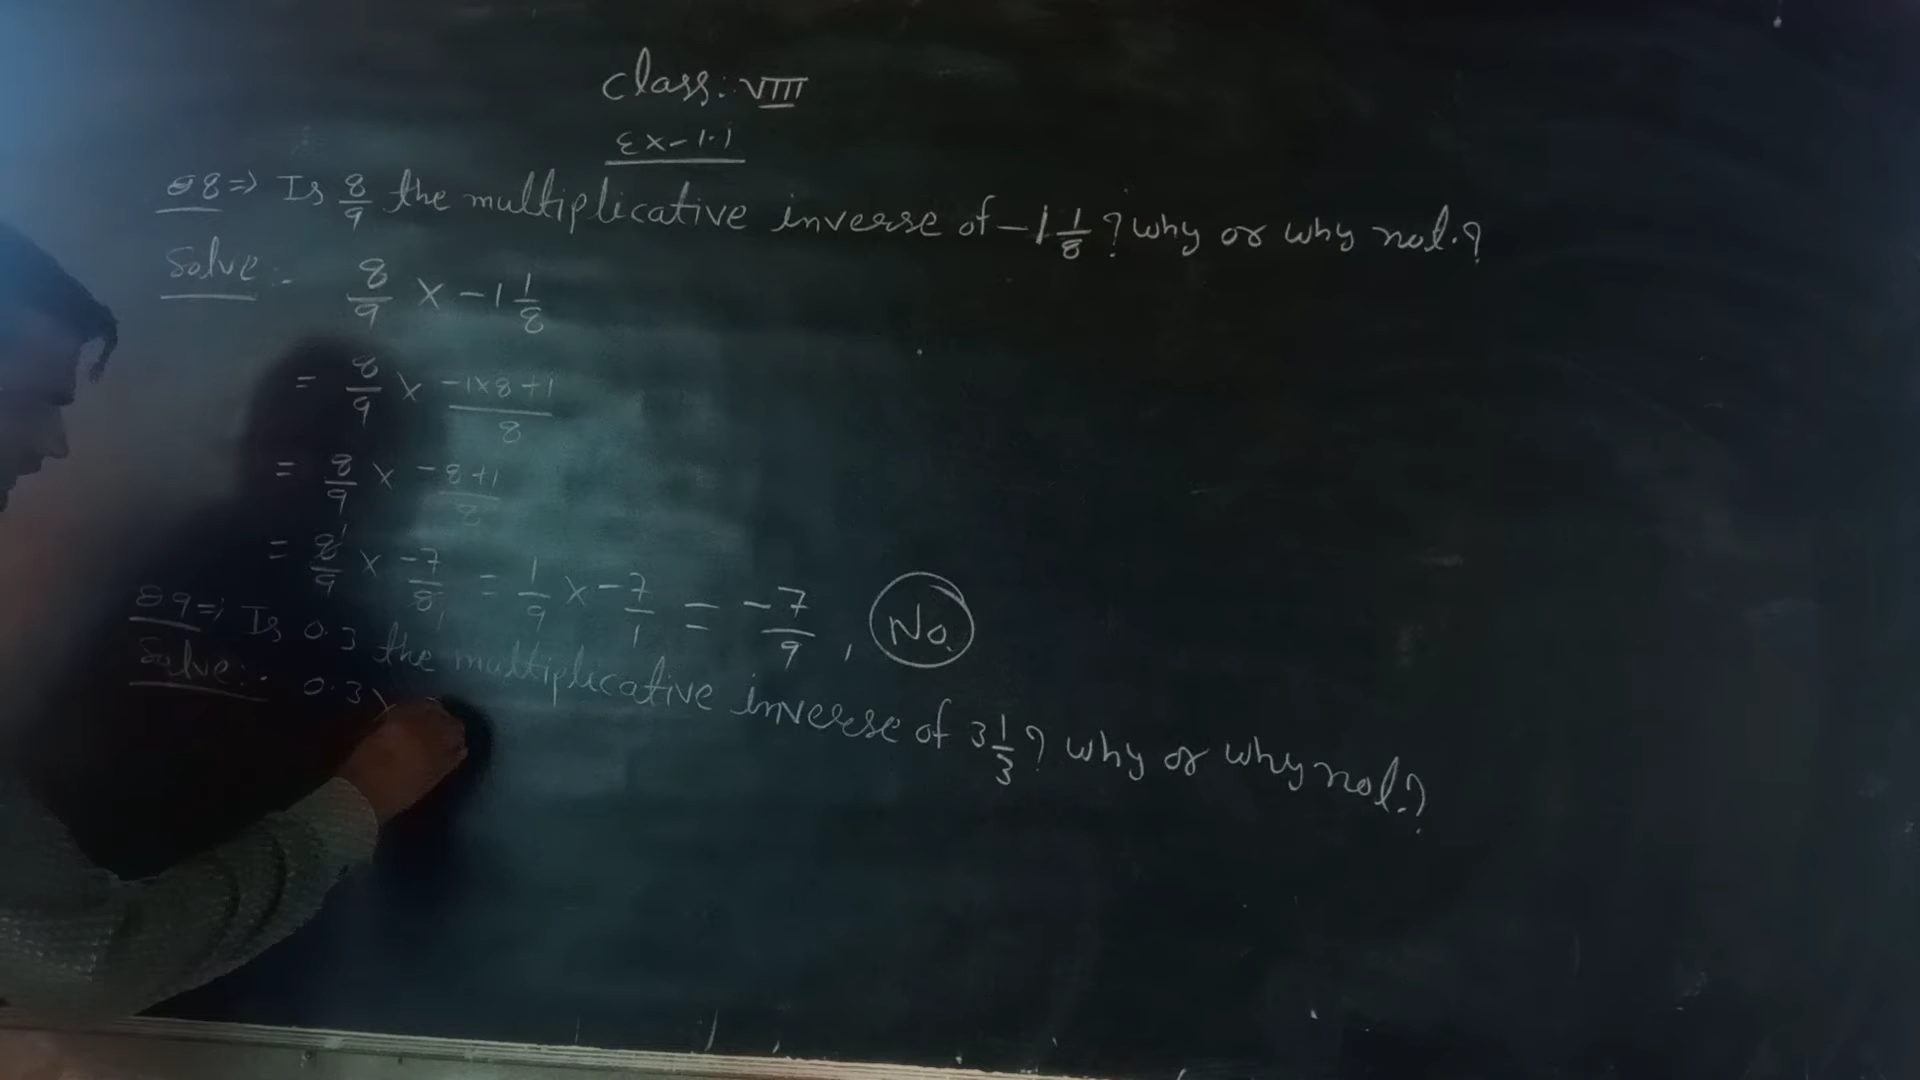 Class:- VIII
Ex-1.1
Q8=> Is 8/9 the multiplicative inverse of -1 1/8? why or why not.?
Solve:- 8/9 × -1 1/8
= 8/9 × -1×8+1/8
= 8/9 × -8+1/8
= 8/9 × -7/8 = 1/9 × -7/1 = -7/9, No.
Q9=> Is 0.3 the multiplicative inverse of 3 1/3? why or why not.?
Solve:- 0.3×